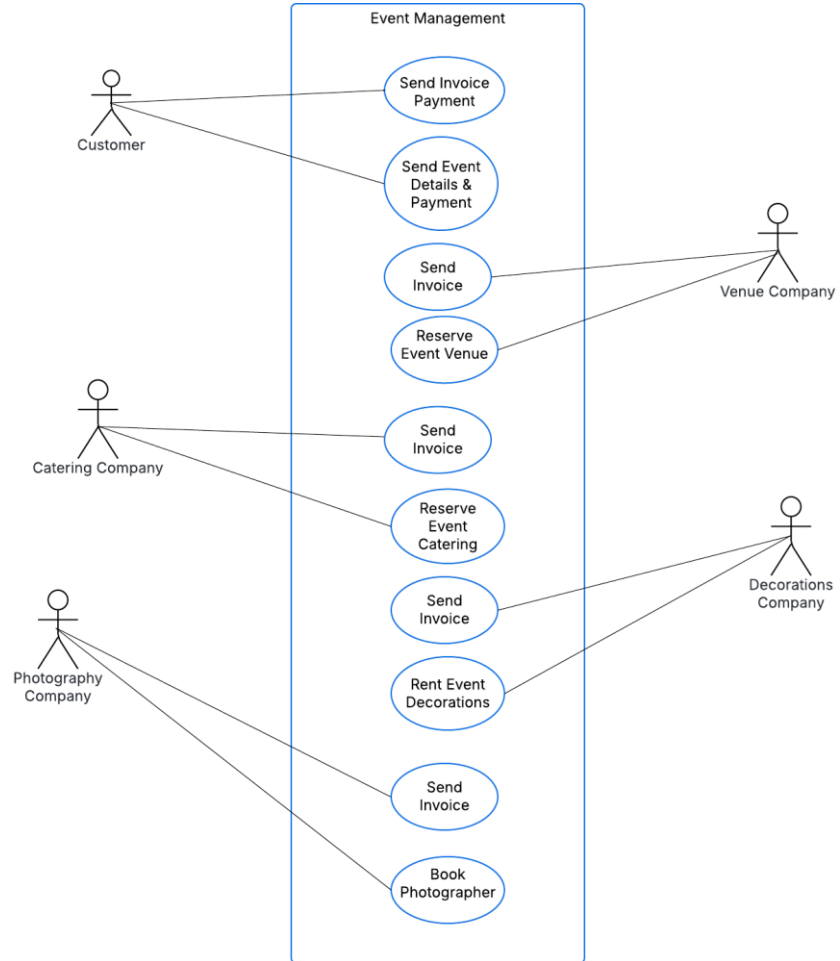 Event Management
Send Invoice
Payment
Customer
Send Event
Details &
Payment
Send
Invoice
Venue Company
Reserve
Event Venue
Send
Invoice
Catering Company
Reserve
Event
Catering
Decorations
Company
Send
Invoice
Photography
Company
Rent Event
Decorations
Send
Invoice
Book
Photographer